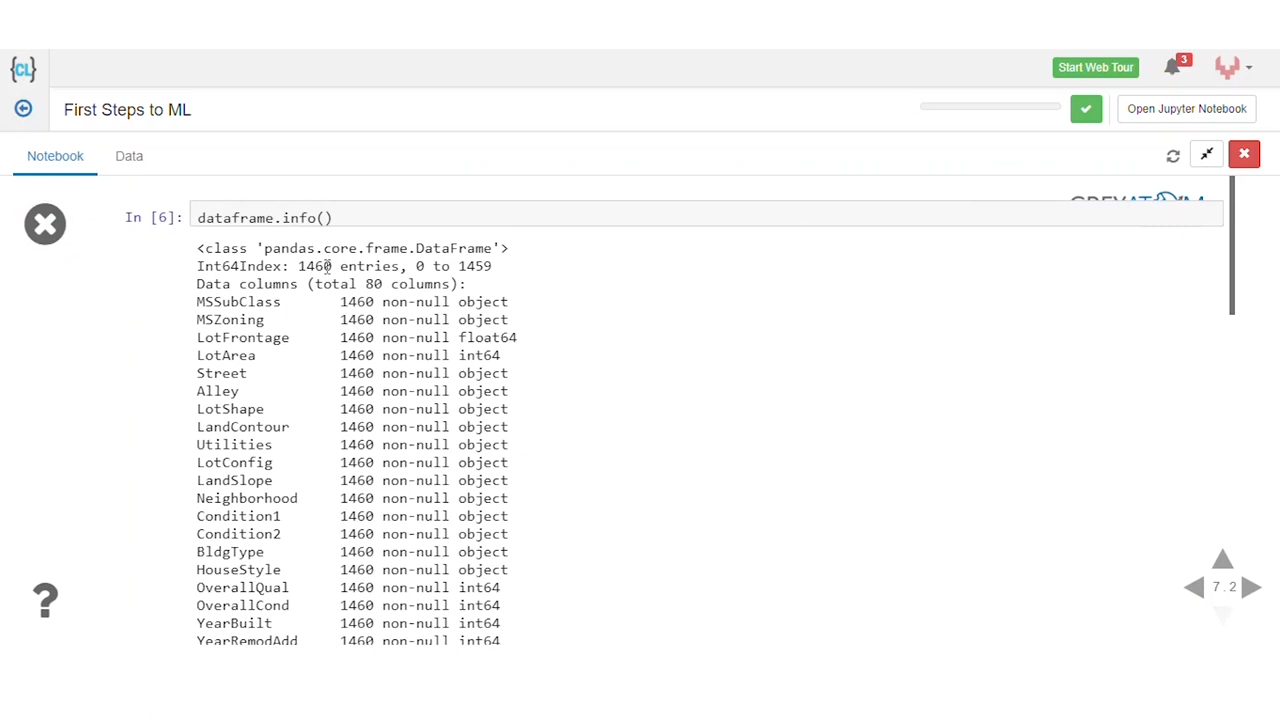 {CL}
Start Web Tour
3
First Steps to ML
Open Jupyter Notebook
Notebook
Data
In [6]: dataframe.info()
<class 'pandas.core.frame.DataFrame'>
Int64Index: 1460 entries, 0 to 1459
Data columns (total 80 columns):
MSSubClass 1460 non-null object
MSZoning 1460 non-null object
LotFrontage 1460 non-null float64
LotArea 1460 non-null int64
Street 1460 non-null object
Alley 1460 non-null object
LotShape 1460 non-null object
LandContour 1460 non-null object
Utilities 1460 non-null object
LotConfig 1460 non-null object
LandSlope 1460 non-null object
Neighborhood 1460 non-null object
Condition1 1460 non-null object
Condition2 1460 non-null object
BldgType 1460 non-null object
HouseStyle 1460 non-null object
OverallQual 1460 non-null int64
OverallCond 1460 non-null int64
YearBuilt 1460 non-null int64
YearRemodAdd 1460 non-null int64
?
7.2